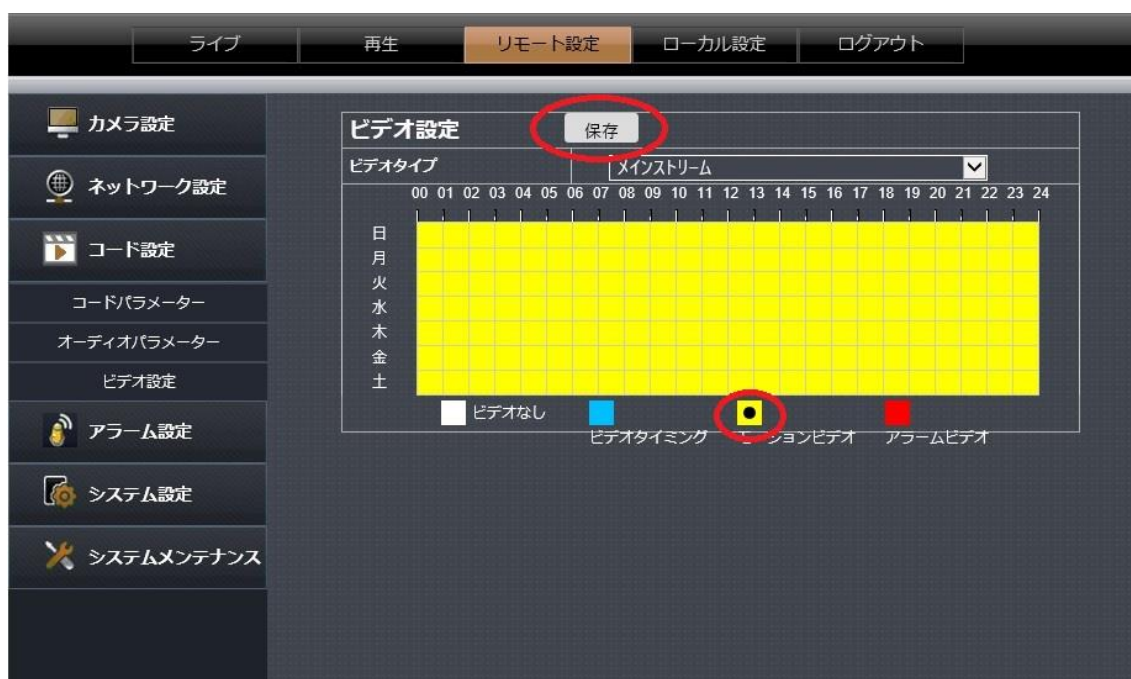 ライブ 再生 リモート設定 ローカル設定 ログアウト
カメラ設定
ネットワーク設定
コード設定
コードパラメーター
オーディオパラメーター
ビデオ設定
アラーム設定
システム設定
システムメンテナンス
ビデオ設定 保存
ビデオタイプ メインストリーム
00 01 02 03 04 05 06 07 08 09 10 11 12 13 14 15 16 17 18 19 20 21 22 23 24
日
月
火
水
木
金
土
ビデオなし
ビデオタイミング モーションビデオ アラームビデオ